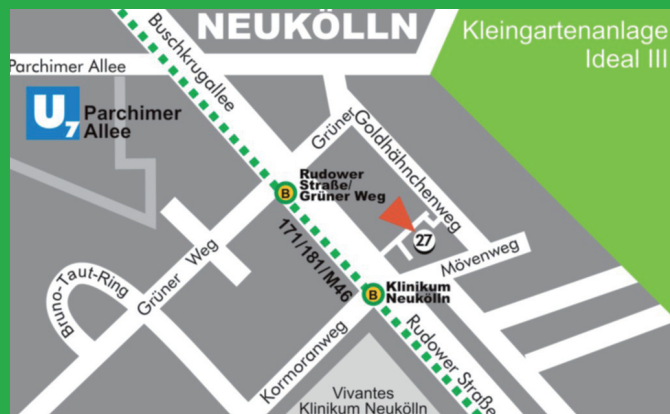 NEUKÖLLN
Kleingartenanlage
Ideal III
Buschkrugallee
Parchimer Allee
U7
Parchimer
Allee
Grüner
Goldhähnchenweg
Rudower
Straße/
Grüner Weg
B
27
171/181/M46
Mövenweg
Grüner Weg
Bruno-Taut-Ring
B
Klinikum
Neukölln
Kormoranweg
Rudower Straße
Vivantes
Klinikum Neukölln